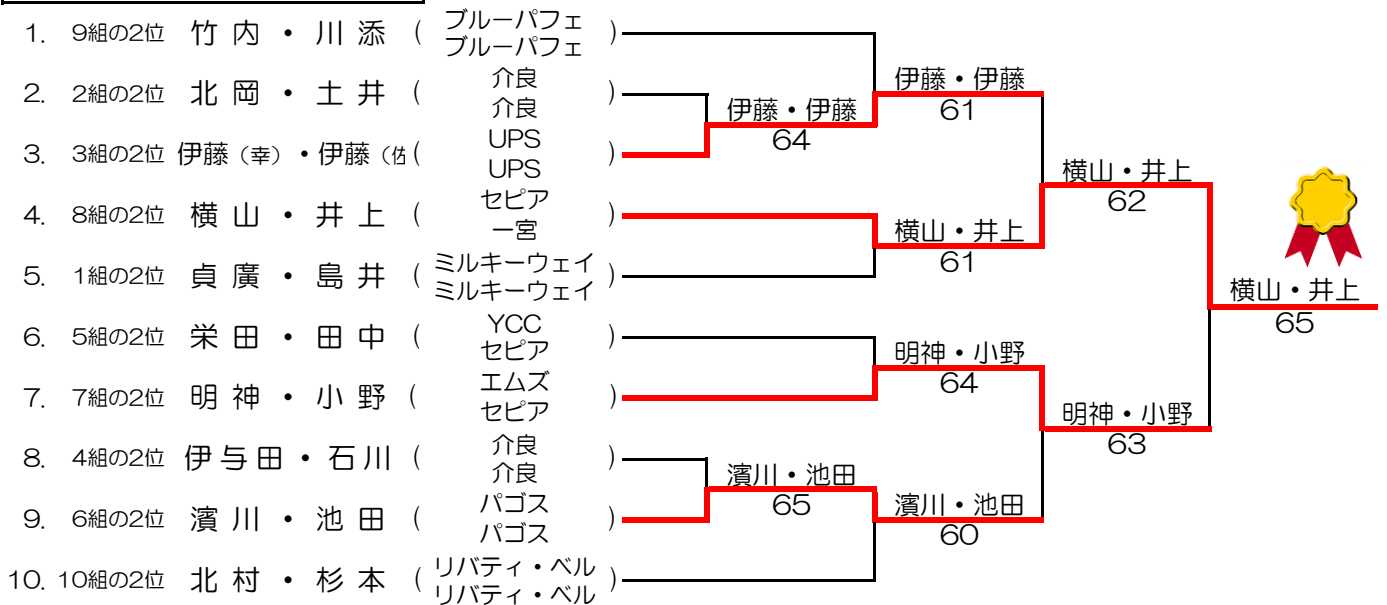 1. 9組の2位 竹内・川添 ( ブルーパフェ ブルーパフェ )
2. 2組の2位 北岡・土井 ( 介良 介良 )
3. 3組の2位 伊藤（幸）・伊藤（佐 ( UPS UPS )
4. 8組の2位 横山・井上 ( セピア 一宮 )
5. 1組の2位 貞廣・島井 ( ミルキーウェイ ミルキーウェイ )
6. 5組の2位 栄田・田中 ( YCC セピア )
7. 7組の2位 明神・小野 ( エムズ セピア )
8. 4組の2位 伊与田・石川 ( 介良 介良 )
9. 6組の2位 濱川・池田 ( パゴス パゴス )
10. 10組の2位 北村・杉本 ( リバティ・ベル リバティ・ベル )
伊藤・伊藤
64
濱川・池田
65
伊藤・伊藤
61
横山・井上
61
明神・小野
64
濱川・池田
60
横山・井上
62
明神・小野
63
横山・井上
65